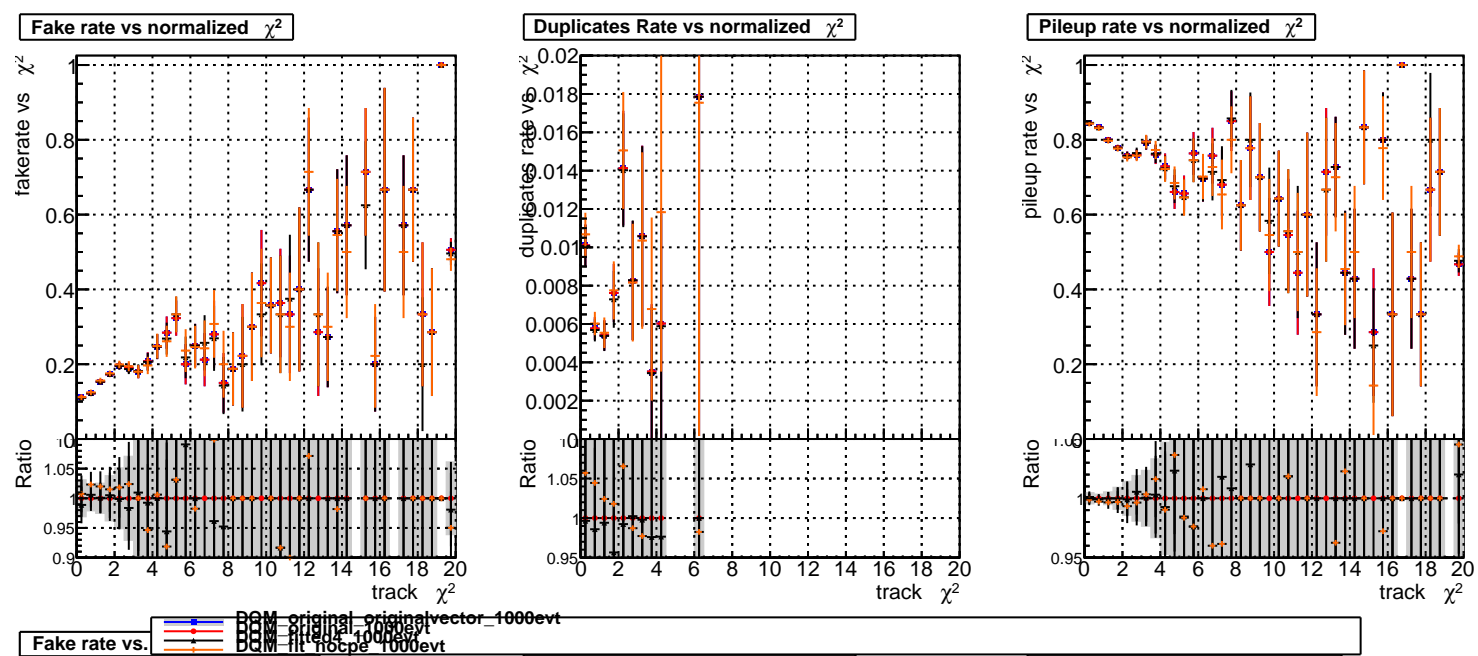 Fake rate vs normalized χ²
Duplicates Rate vs normalized χ²
Pileup rate vs normalized χ²
fakerate vs χ²
1
0.8
0.6
0.4
0.2
duplicates rate vs χ²
0.02
0.018
0.016
0.014
0.012
0.01
0.008
0.006
0.004
0.002
0
pileup rate vs χ²
1
0.8
0.6
0.4
0.2
Ratio
1.05
1
0.95
0.9
0 2 4 6 8 10 12 14 16 18 20
track χ²
Ratio
1.05
1
0.95
0 2 4 6 8 10 12 14 16 18 20
track χ²
Ratio
1
0.95
0 2 4 6 8 10 12 14 16 18 20
track χ²
DQM_original_originalvector_1000evt
DQM_original_1000evt
DQM_fitted4_1000evt
DQM_fit_nocpe_1000evt
Fake rate vs.